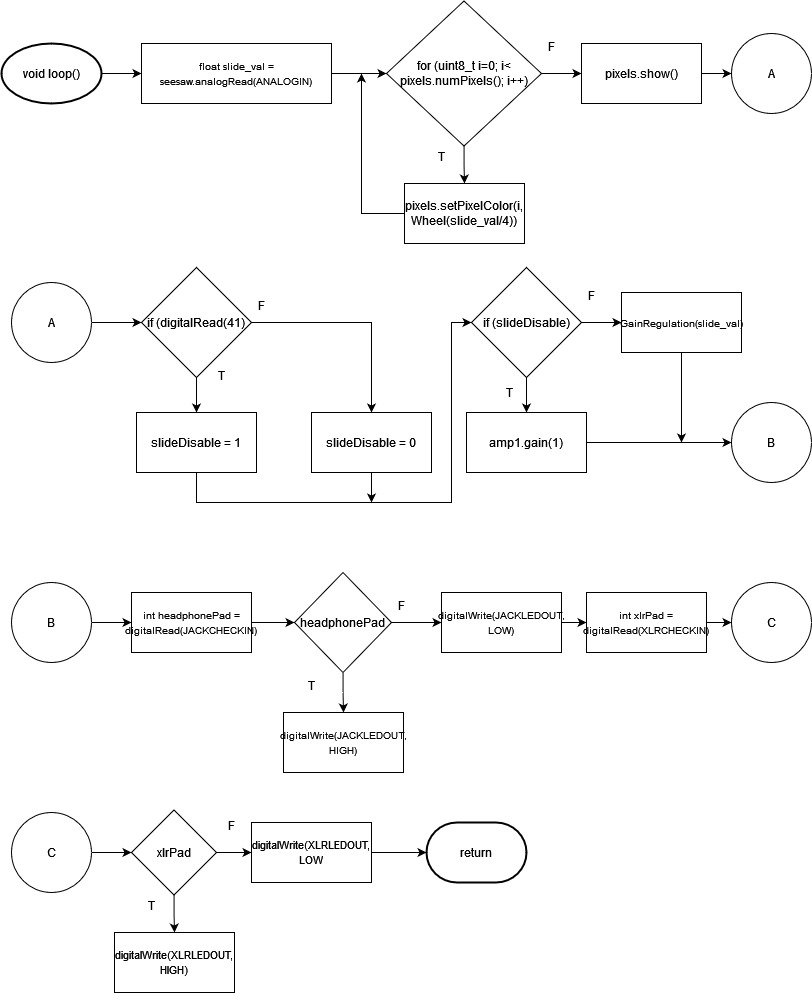 void loop()
float slide_val =
seesaw.analogRead(ANALOGIN)
for (uint8_t i=0; i<
pixels.numPixels(); i++)
F
pixels.show()
A
T
pixels.setPixelColor(i,
Wheel(slide_val/4))
A
if (digitalRead(41)
F
if (slideDisable)
F
GainRegulation(slide_val)
T
T
slideDisable = 1
slideDisable = 0
amp1.gain(1)
B
B
int headphonePad =
digitalRead(JACKCHECKIN)
headphonePad
F
digitalWrite(JACKLEDOUT,
LOW)
int xlrPad =
digitalRead(XLRCHECKIN)
C
T
digitalWrite(JACKLEDOUT,
HIGH)
C
xlrPad
F
digitalWrite(XLRLEDOUT,
LOW
return
T
digitalWrite(XLRLEDOUT,
HIGH)